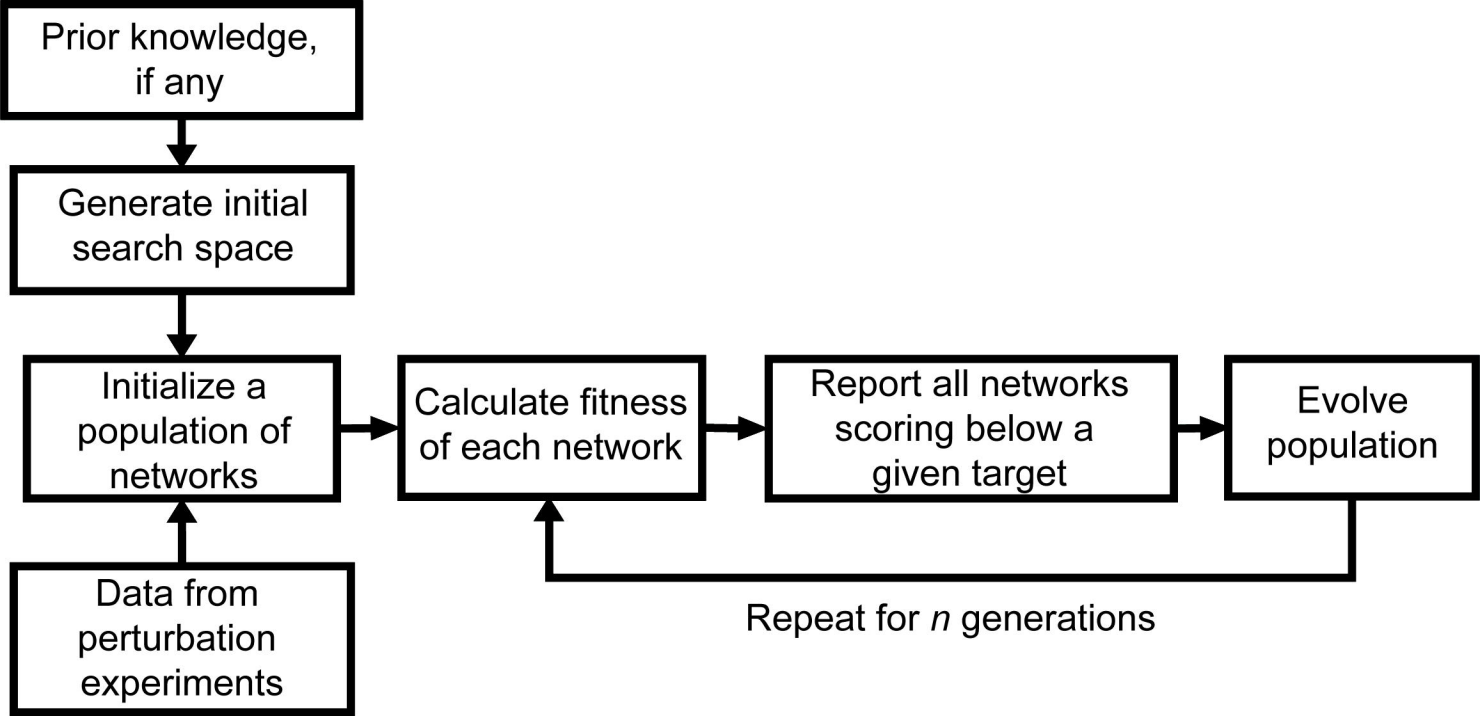 Prior knowledge,
if any
Generate initial
search space
Initialize a
population of
networks
Calculate fitness
of each network
Report all networks
scoring below a
given target
Evolve
population
Data from
perturbation
experiments
Repeat for n generations